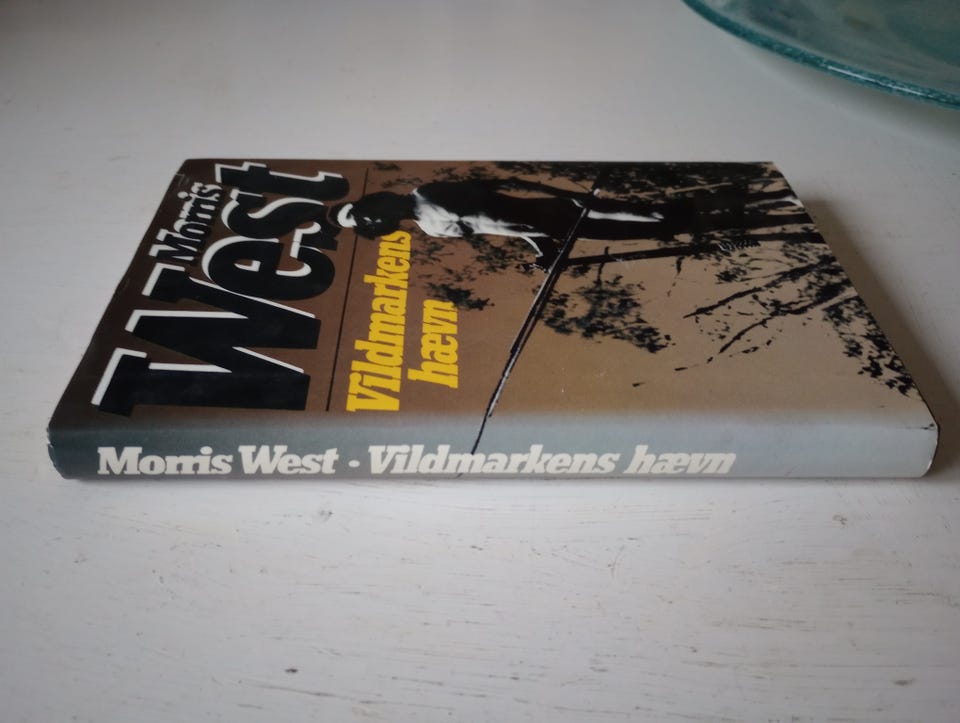 Morris
West
Vildmarkens
hævn
Morris West · Vildmarkens hævn